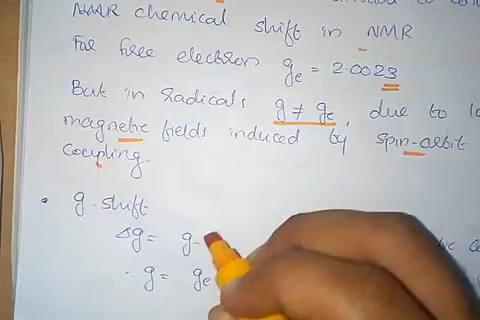 NMR chemical shift in NMR
For free electron ge = 2.0023
But in radicals g ≠ ge, due to
magnetic fields induced by spin-orbit
coupling.
• g-shift
Δg = g-
g = ge